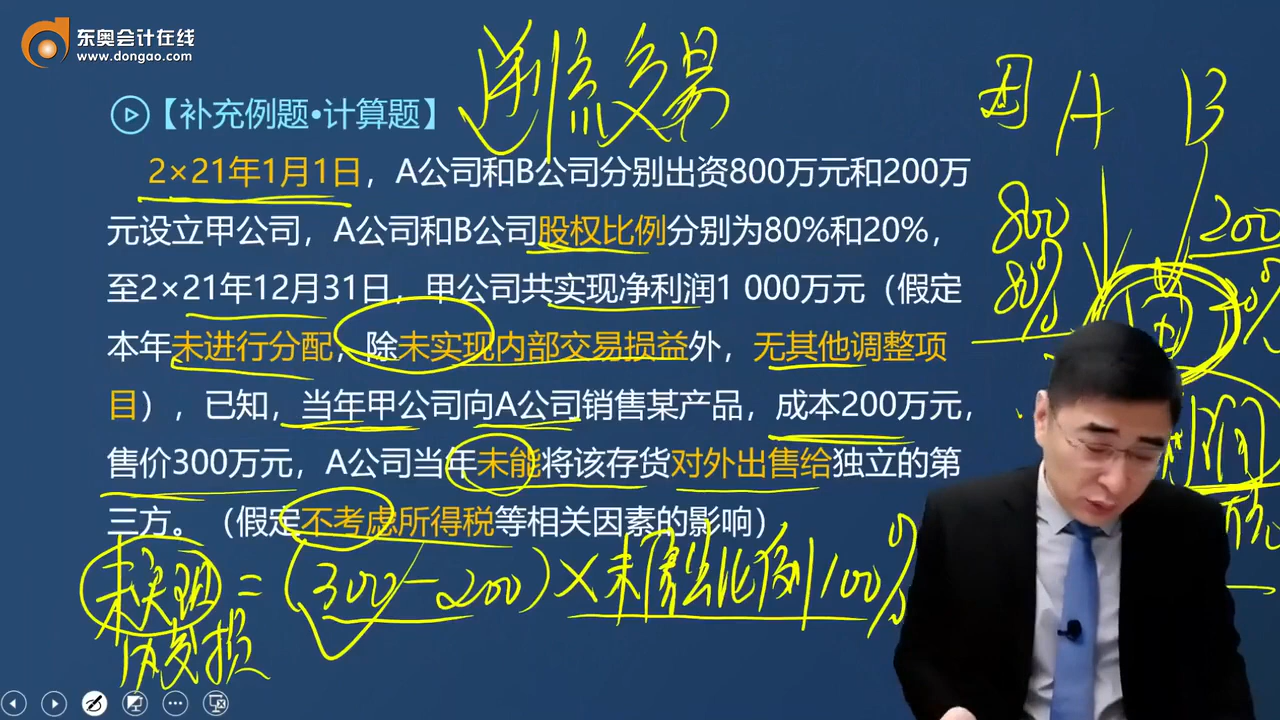 东奥会计在线
www.dongao.com
逆流交易
【补充例题•计算题】
A B
2×21年1月1日，A公司和B公司分别出资800万元和200万
800 200
元设立甲公司，A公司和B公司股权比例分别为80%和20%，
80%
至2×21年12月31日，甲公司共实现净利润1 000万元（假定
甲
本年未进行分配，除未实现内部交易损益外，无其他调整项
目），已知，当年甲公司向A公司销售某产品，成本200万元，
售价300万元，A公司当年未能将该存货对外出售给独立的第
三方。（假定不考虑所得税等相关因素的影响）
未实现=(300-200)×未售出比例100%
内交损